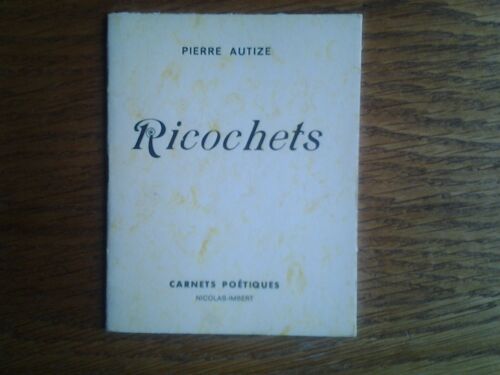 PIERRE AUTIZE
Ricochets
CARNETS POÉTIQUES
NICOLAS-IMBERT